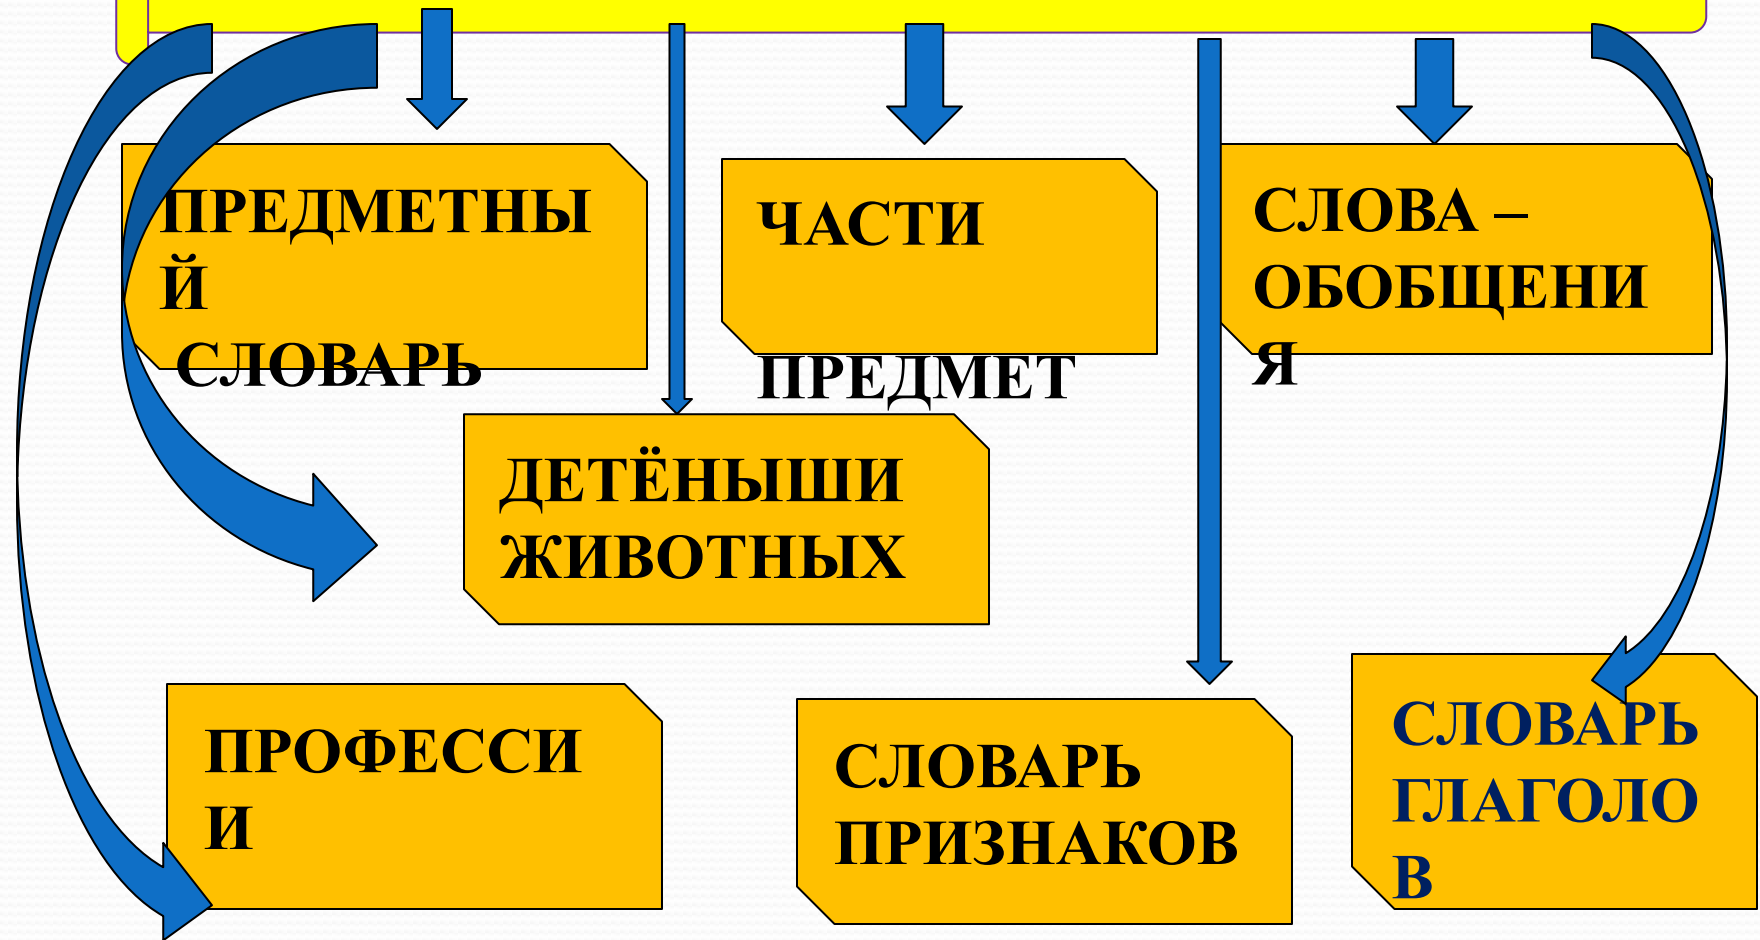 ПРЕДМЕТНЫ
Й
СЛОВАРЬ
ЧАСТИ
ПРЕДМЕТ
СЛОВА –
ОБОБЩЕНИ
Я
ДЕТЁНЫШИ
ЖИВОТНЫХ
ПРОФЕССИ
И
СЛОВАРЬ
ПРИЗНАКОВ
СЛОВАРЬ
ГЛАГОЛО
В